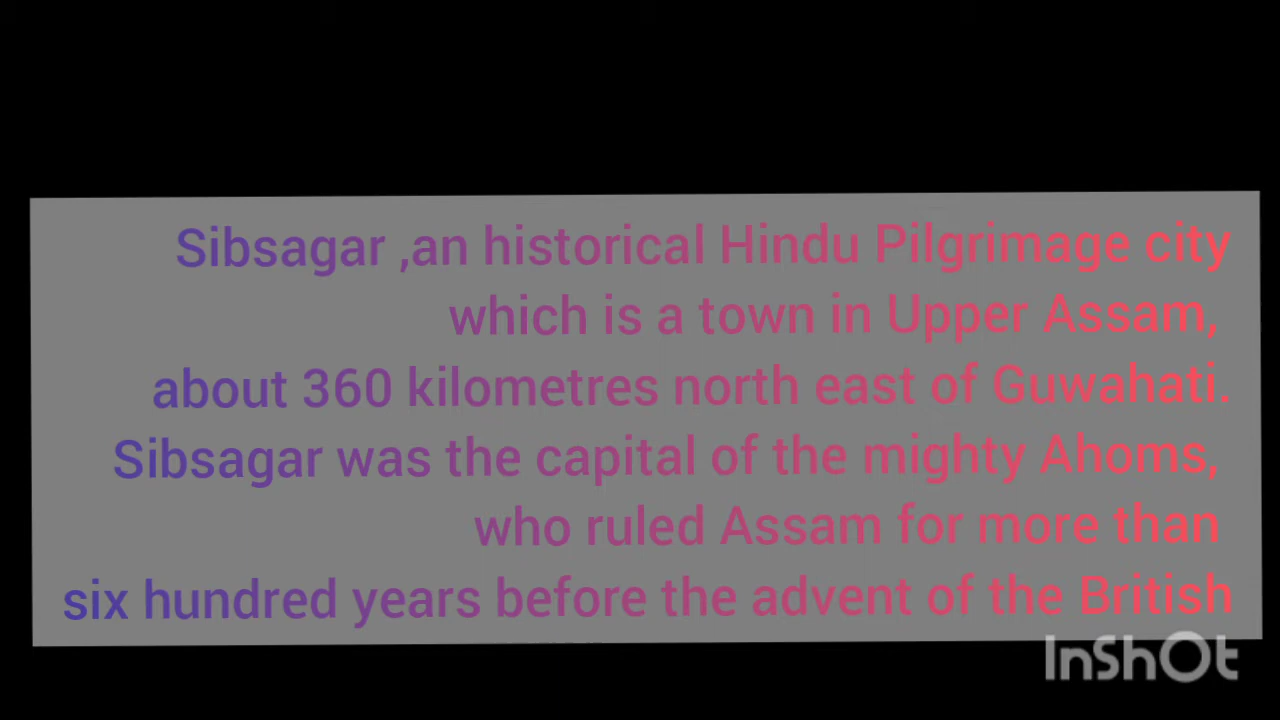 Sibsagar ,an historical Hindu Pilgrimage city
which is a town in Upper Assam,
about 360 kilometres north east of Guwahati.
Sibsagar was the capital of the mighty Ahoms,
who ruled Assam for more than
six hundred years before the advent of the British
InShOt